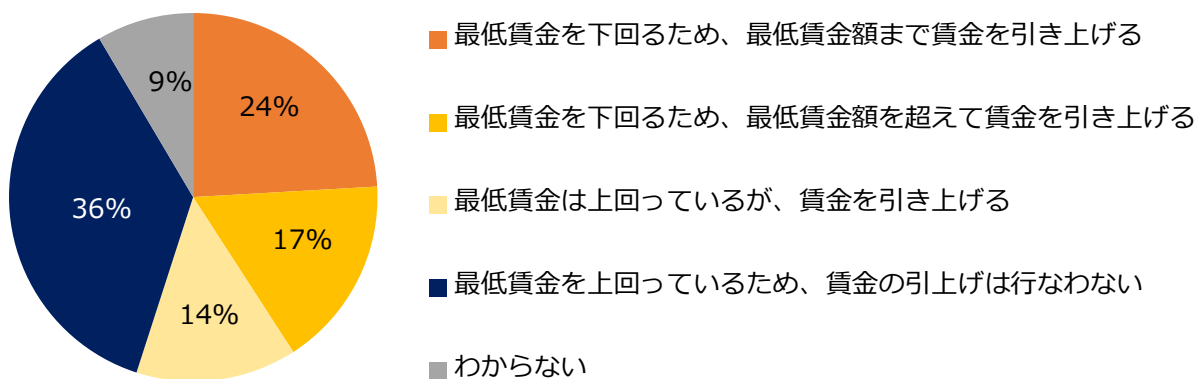 9%
24%
36%
17%
14%
最低賃金を下回るため、最低賃金額まで賃金を引き上げる
最低賃金を下回るため、最低賃金額を超えて賃金を引き上げる
最低賃金は上回っているが、賃金を引き上げる
最低賃金を上回っているため、賃金の引上げは行なわない
わからない